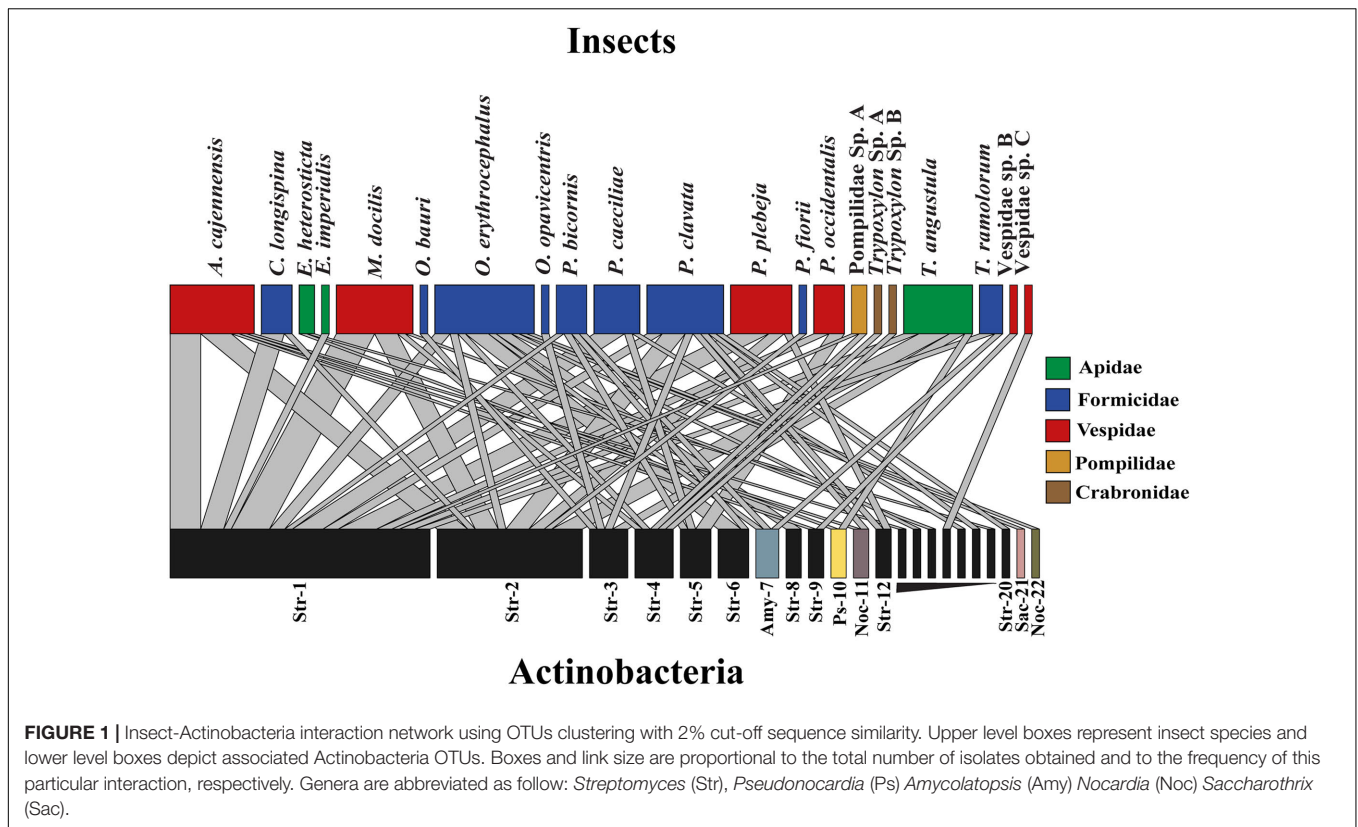 Insects
A. cajennensis
C. longispina
E. heterosticta
E. imperialis
M. docilis
O. bauri
O. erythrocephalus
O. opavicentris
P. bicornis
P. caeciliae
P. clavata
P. plebeja
P. fiorii
P. occidentalis
Pompilidae Sp. A
Trypoxylon Sp. A
Trypoxylon Sp. B
T. angustula
T. ramolorum
Vespidae sp. B
Vespidae sp. C
Apidae
Formicidae
Vespidae
Pompilidae
Crabronidae
Str-1
Str-2
Str-3
Str-4
Str-5
Str-6
Amy-7
Str-8
Str-9
Ps-10
Noc-11
Str-12
Str-20
Sac-21
Noc-22
Actinobacteria
FIGURE 1 | Insect-Actinobacteria interaction network using OTUs clustering with 2% cut-off sequence similarity. Upper level boxes represent insect species and
lower level boxes depict associated Actinobacteria OTUs. Boxes and link size are proportional to the total number of isolates obtained and to the frequency of this
particular interaction, respectively. Genera are abbreviated as follow: Streptomyces (Str), Pseudonocardia (Ps) Amycolatopsis (Amy) Nocardia (Noc) Saccharothrix
(Sac).